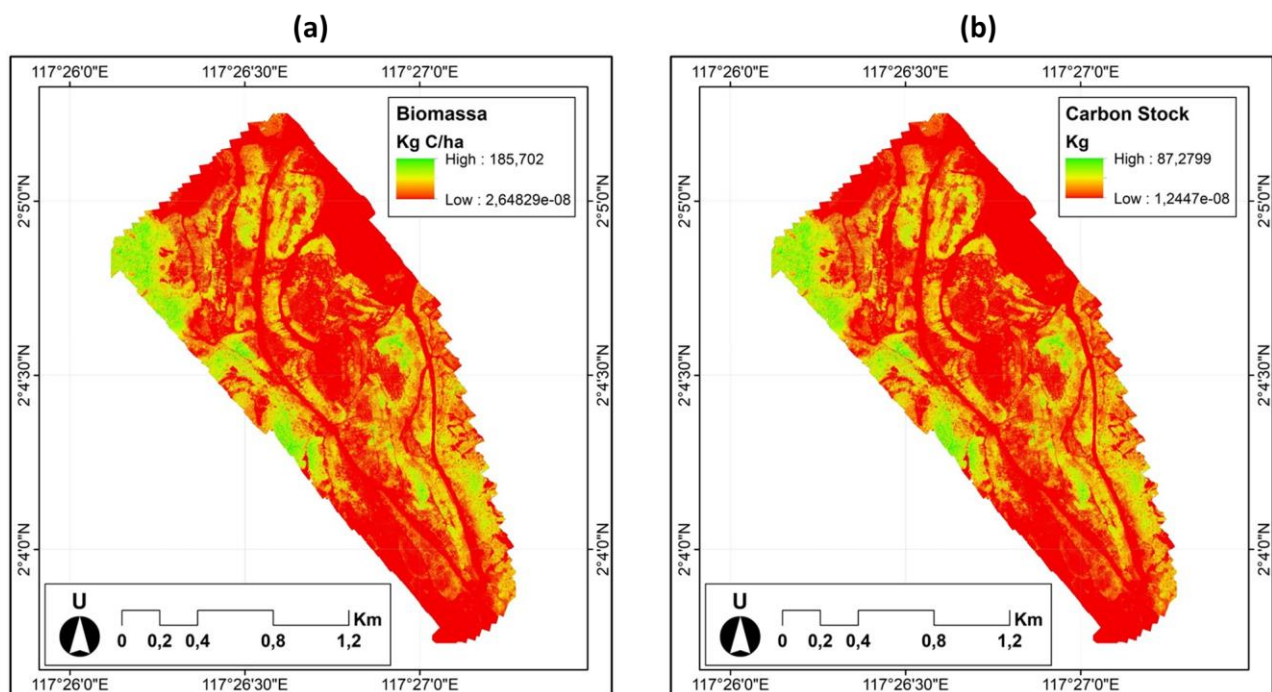 (a)
117°26'0"E 117°26'30"E 117°27'0"E
Biomassa
Kg C/ha
High : 185,702
Low : 2,64829e-08
2°5'0"N 2°5'0"N
2°4'30"N 2°4'30"N
2°4'0"N 2°4'0"N
U
Km
0 0,2 0,4 0,8 1,2
117°26'0"E 117°26'30"E 117°27'0"E
(b)
117°26'0"E 117°26'30"E 117°27'0"E
Carbon Stock
Kg
High : 87,2799
Low : 1,2447e-08
2°5'0"N 2°5'0"N
2°4'30"N 2°4'30"N
2°4'0"N 2°4'0"N
U
Km
0 0,2 0,4 0,8 1,2
117°26'0"E 117°26'30"E 117°27'0"E